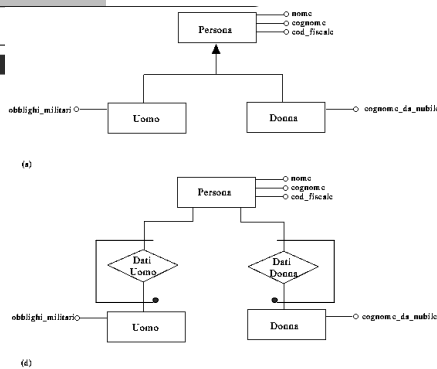 nome
cognome
cod_fiscale
Persona
obblighi_militari
Uomo
Donna
cognome_da_nubile
(a)
nome
cognome
cod_fiscale
Persona
Dati
Uomo
Dati
Donna
obblighi_militari
Uomo
Donna
cognome_da_nubile
(d)